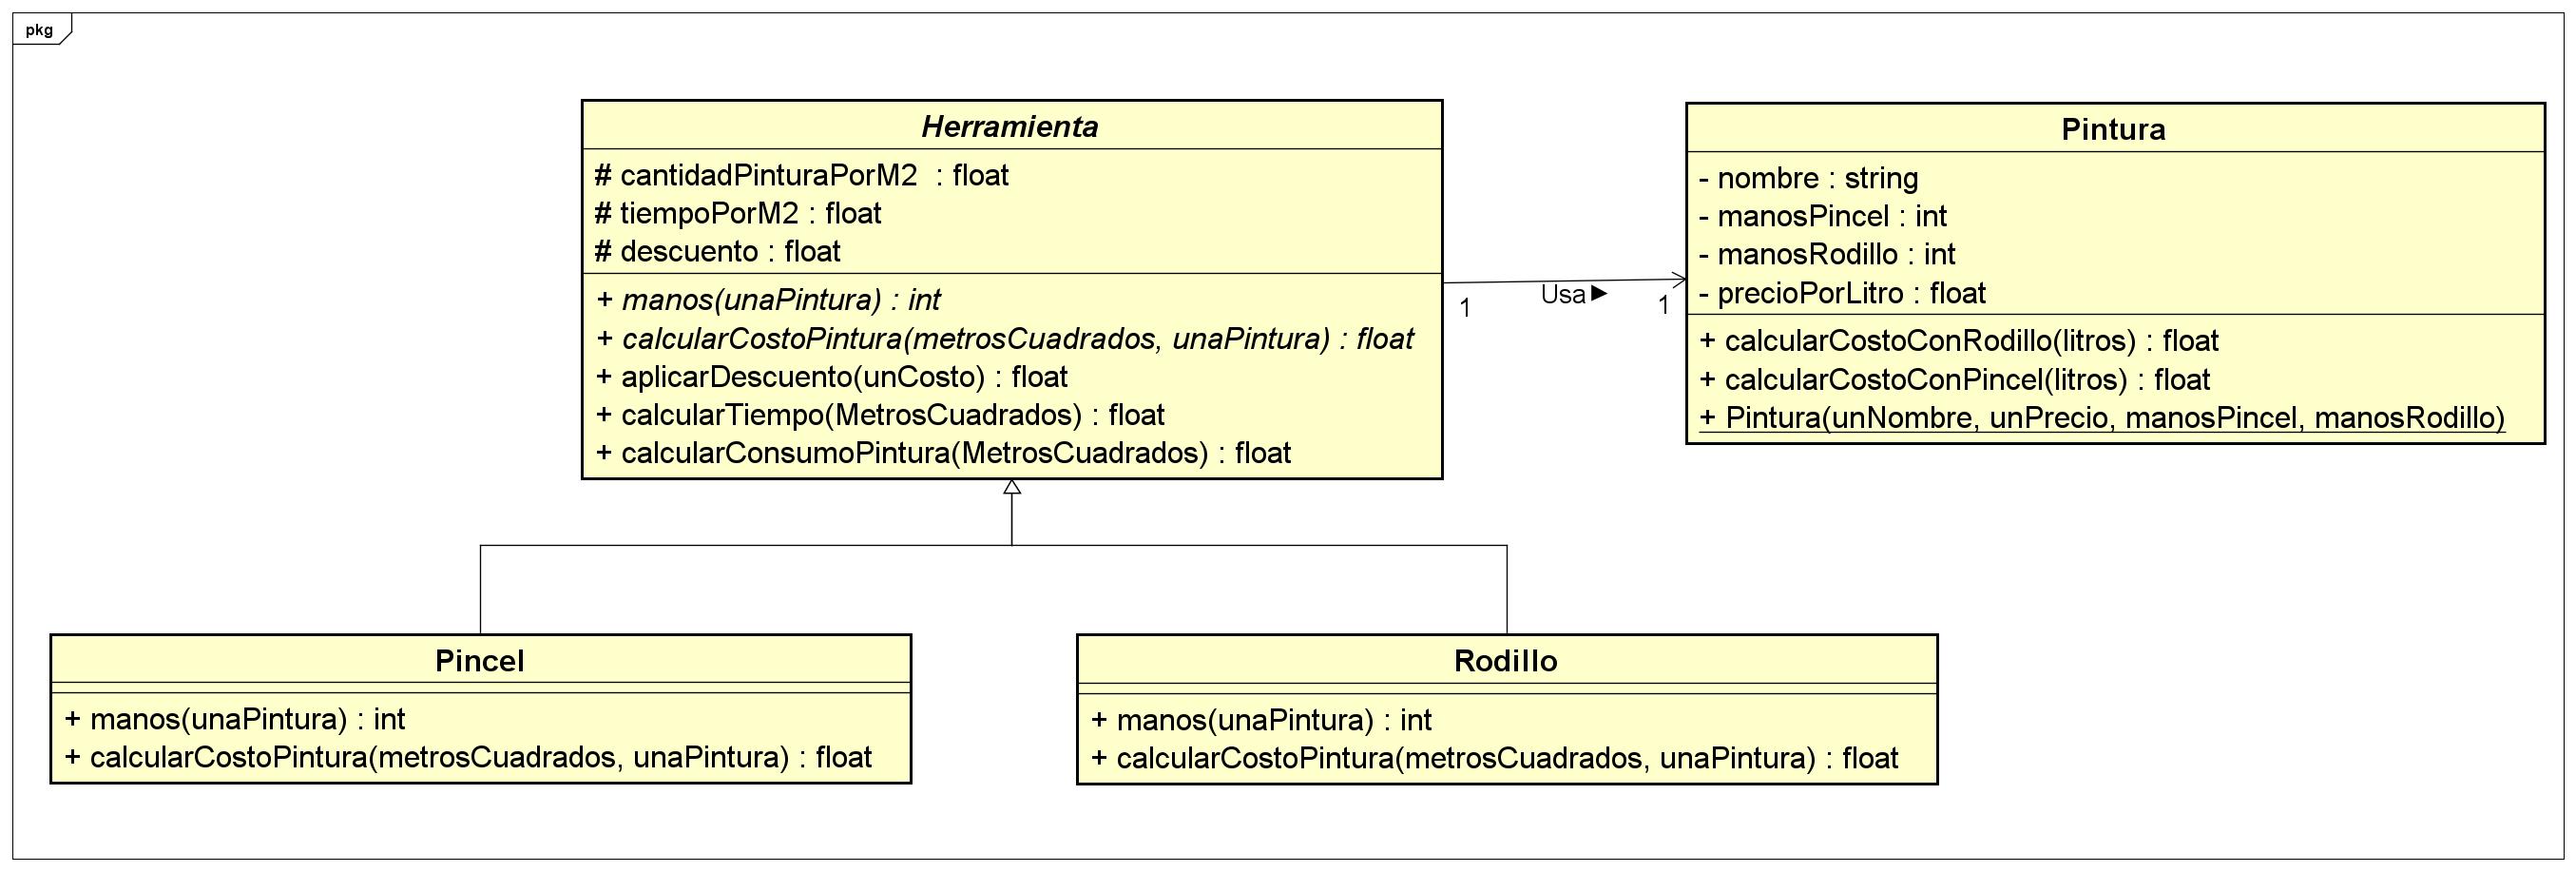 pkg
Herramienta
# cantidadPinturaPorM2 : float
# tiempoPorM2 : float
# descuento : float
+ manos(unaPintura) : int
+ calcularCostoPintura(metrosCuadrados, unaPintura) : float
+ aplicarDescuento(unCosto) : float
+ calcularTiempo(MetrosCuadrados) : float
+ calcularConsumoPintura(MetrosCuadrados) : float
1
Usa ►
1
Pintura
- nombre : string
- manosPincel : int
- manosRodillo : int
- precioPorLitro : float
+ calcularCostoConRodillo(litros) : float
+ calcularCostoConPincel(litros) : float
+ Pintura(unNombre, unPrecio, manosPincel, manosRodillo)
Pincel
+ manos(unaPintura) : int
+ calcularCostoPintura(metrosCuadrados, unaPintura) : float
Rodillo
+ manos(unaPintura) : int
+ calcularCostoPintura(metrosCuadrados, unaPintura) : float